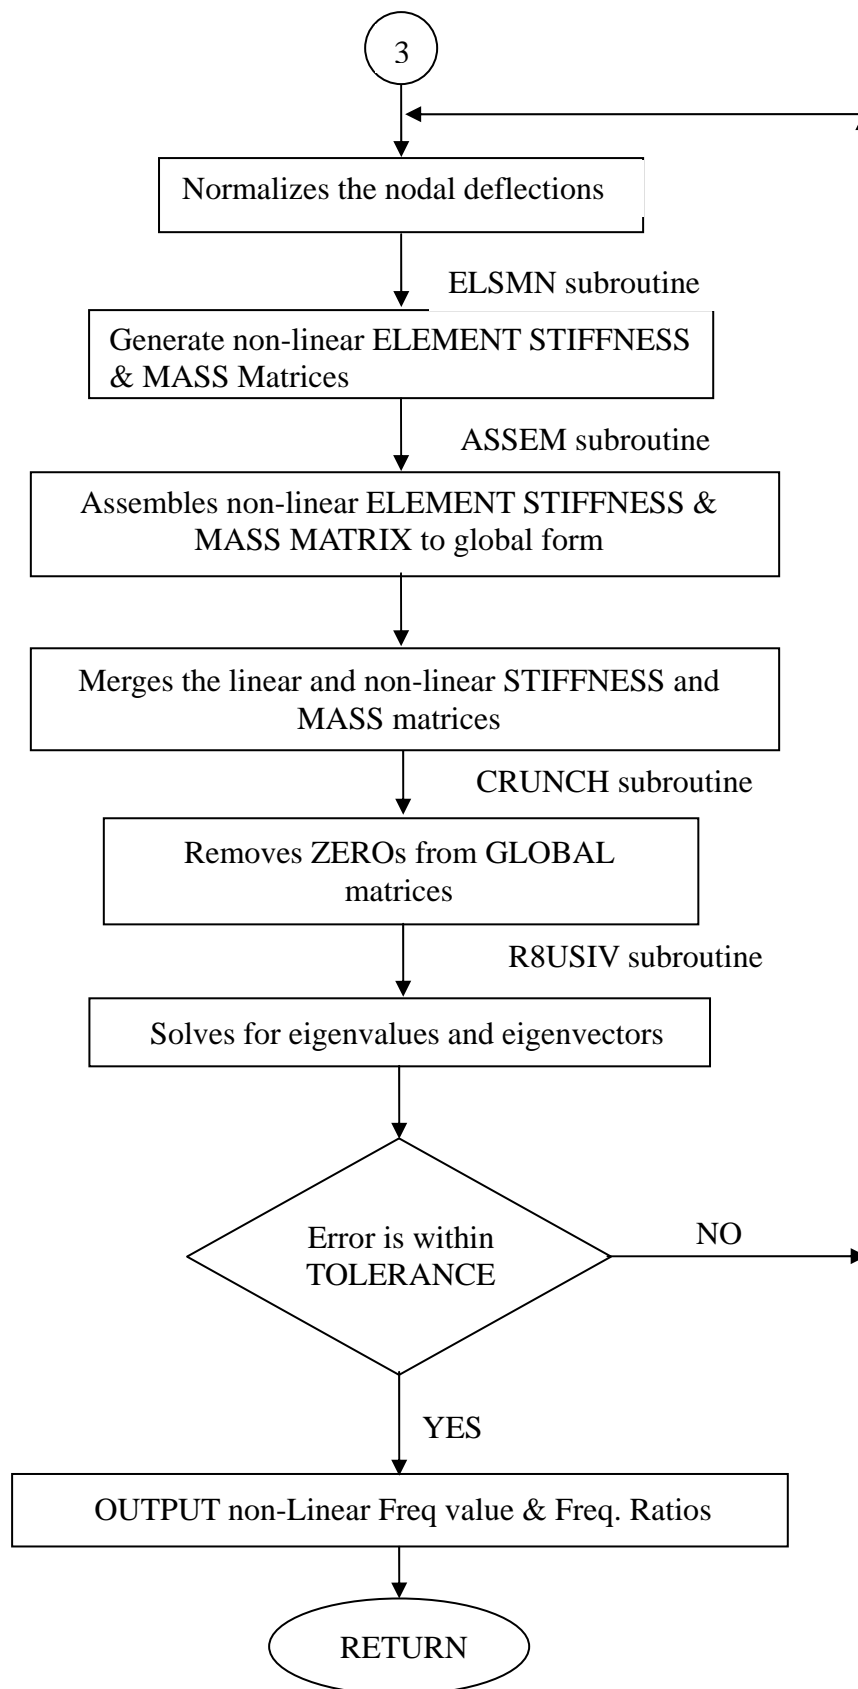 3
Normalizes the nodal deflections
ELSMN subroutine
Generate non-linear ELEMENT STIFFNESS
& MASS Matrices
ASSEM subroutine
Assembles non-linear ELEMENT STIFFNESS &
MASS MATRIX to global form
Merges the linear and non-linear STIFFNESS and
MASS matrices
CRUNCH subroutine
Removes ZEROs from GLOBAL
matrices
R8USIV subroutine
Solves for eigenvalues and eigenvectors
Error is within
TOLERANCE
NO
YES
OUTPUT non-Linear Freq value & Freq. Ratios
RETURN